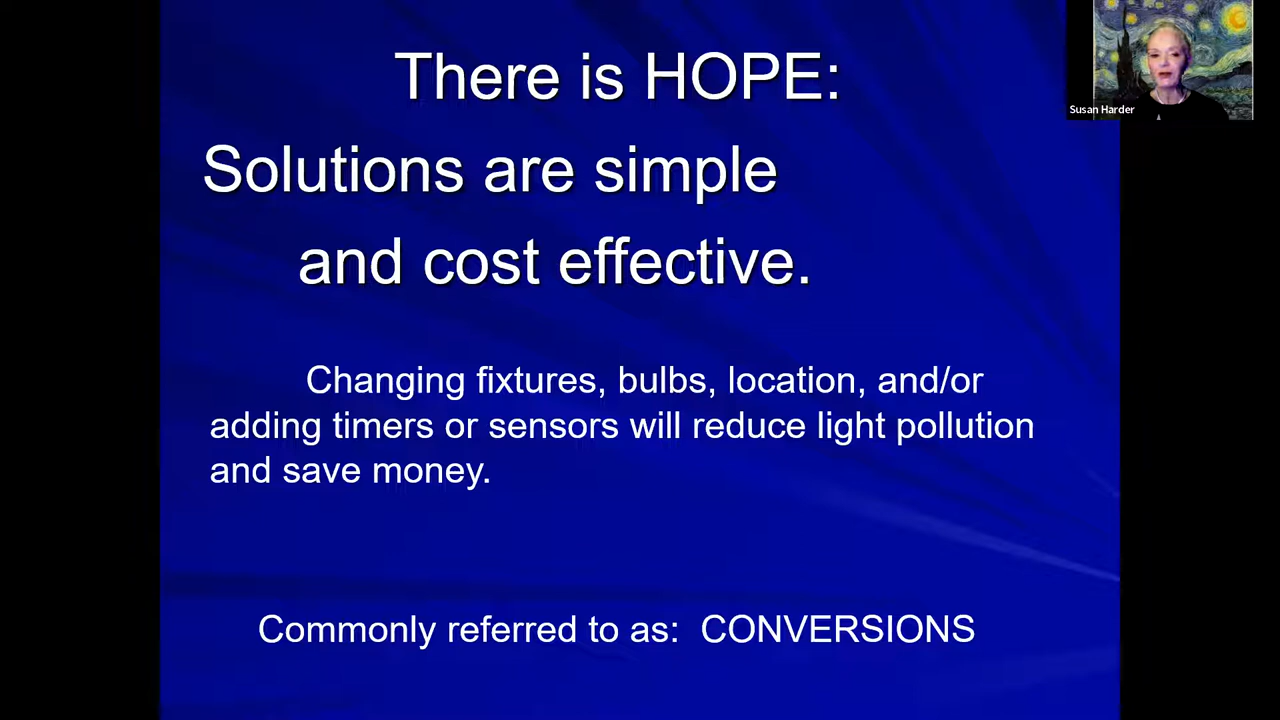 There is HOPE:
Solutions are simple
and cost effective.
Changing fixtures, bulbs, location, and/or
adding timers or sensors will reduce light pollution
and save money.
Commonly referred to as: CONVERSIONS
Susan Harder